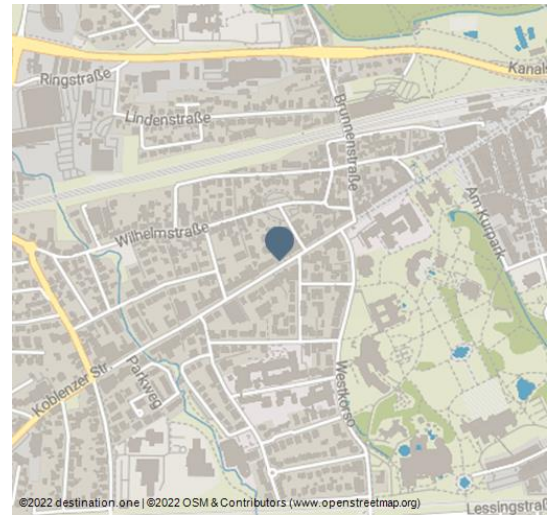 Ringstraße
Kanals
Lindenstraße
Brunnenstraße
Am Kurpark
Wilhelmstraße
Westkorso
Koblenzer Str.
Parkweg
©2022 destination.one | ©2022 OSM & Contributors (www.openstreetmap.org)
Lessingstraß